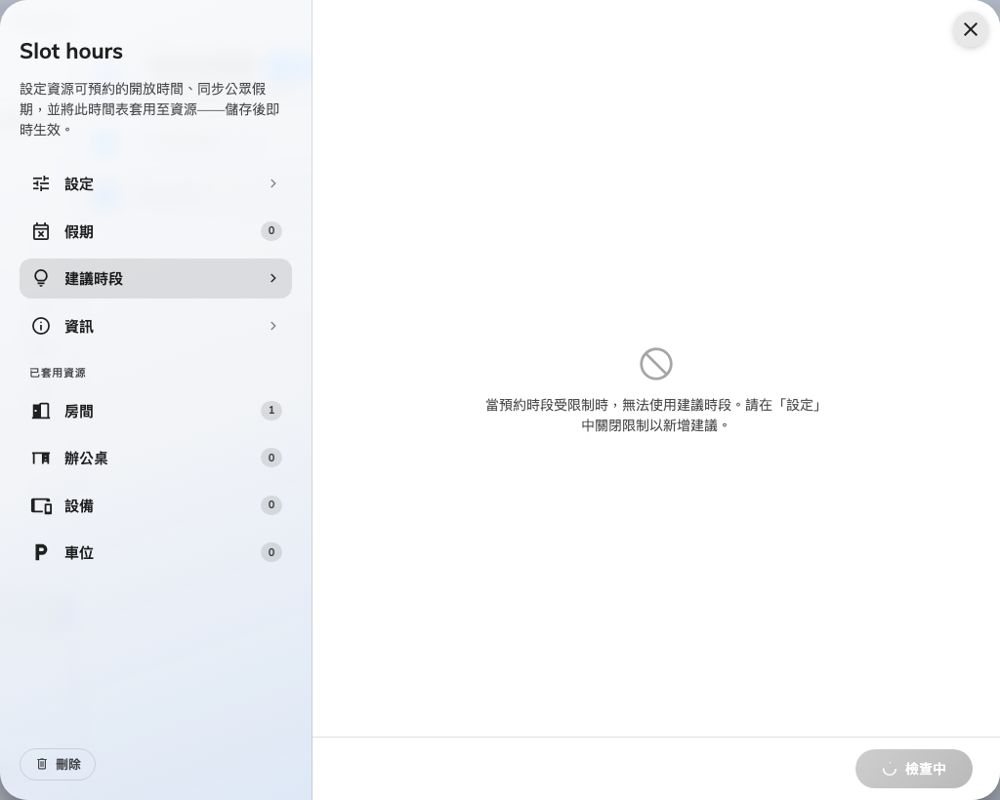 Slot hours
設定資源可預約的開放時間、同步公眾假
期，並將此時間表套用至資源——儲存後即
時生效。
設定
假期 0
建議時段
資訊
已套用資源
房間 1
辦公桌 0
設備 0
車位 0
刪除
當預約時段受限制時，無法使用建議時段。請在「設定」
中關閉限制以新增建議。
檢查中